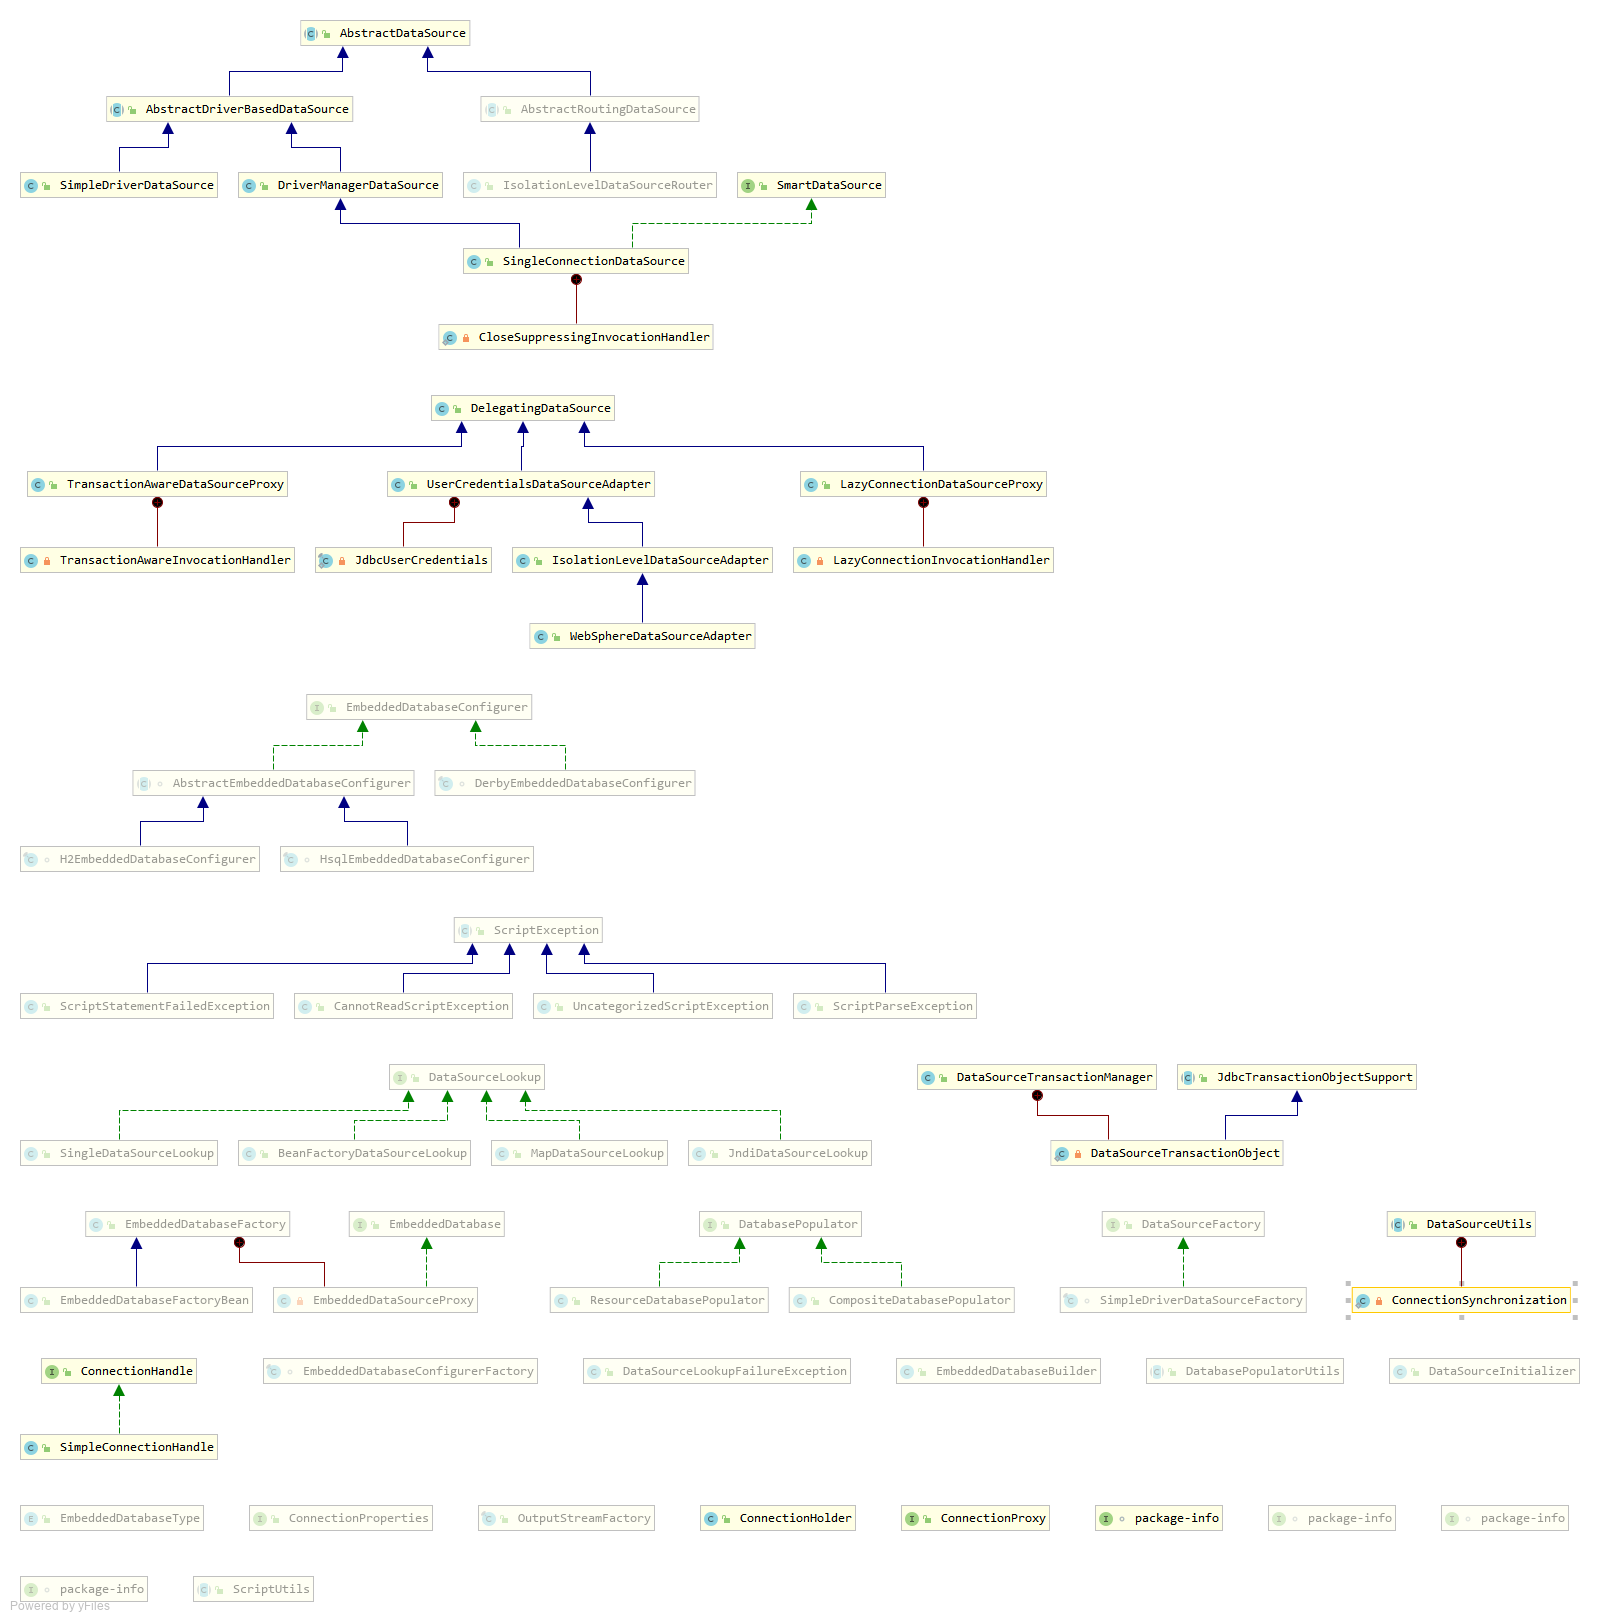 AbstractDataSource
AbstractDriverBasedDataSource
AbstractRoutingDataSource
SimpleDriverDataSource
DriverManagerDataSource
IsolationLevelDataSourceRouter
SmartDataSource
SingleConnectionDataSource
CloseSuppressingInvocationHandler
DelegatingDataSource
TransactionAwareDataSourceProxy
UserCredentialsDataSourceAdapter
LazyConnectionDataSourceProxy
TransactionAwareInvocationHandler
JdbcUserCredentials
IsolationLevelDataSourceAdapter
LazyConnectionInvocationHandler
WebSphereDataSourceAdapter
EmbeddedDatabaseConfigurer
AbstractEmbeddedDatabaseConfigurer
DerbyEmbeddedDatabaseConfigurer
H2EmbeddedDatabaseConfigurer
HsqlEmbeddedDatabaseConfigurer
ScriptException
ScriptStatementFailedException
CannotReadScriptException
UncategorizedScriptException
ScriptParseException
DataSourceLookup
DataSourceTransactionManager
JdbcTransactionObjectSupport
SingleDataSourceLookup
BeanFactoryDataSourceLookup
MapDataSourceLookup
JndiDataSourceLookup
DataSourceTransactionObject
EmbeddedDatabaseFactory
EmbeddedDatabase
DatabasePopulator
DataSourceFactory
DataSourceUtils
EmbeddedDatabaseFactoryBean
EmbeddedDataSourceProxy
ResourceDatabasePopulator
CompositeDatabasePopulator
SimpleDriverDataSourceFactory
ConnectionSynchronization
ConnectionHandle
EmbeddedDatabaseConfigurerFactory
DataSourceLookupFailureException
EmbeddedDatabaseBuilder
DatabasePopulatorUtils
DataSourceInitializer
SimpleConnectionHandle
EmbeddedDatabaseType
ConnectionProperties
OutputStreamFactory
ConnectionHolder
ConnectionProxy
package-info
package-info
package-info
package-info
ScriptUtils
Powered by yFiles